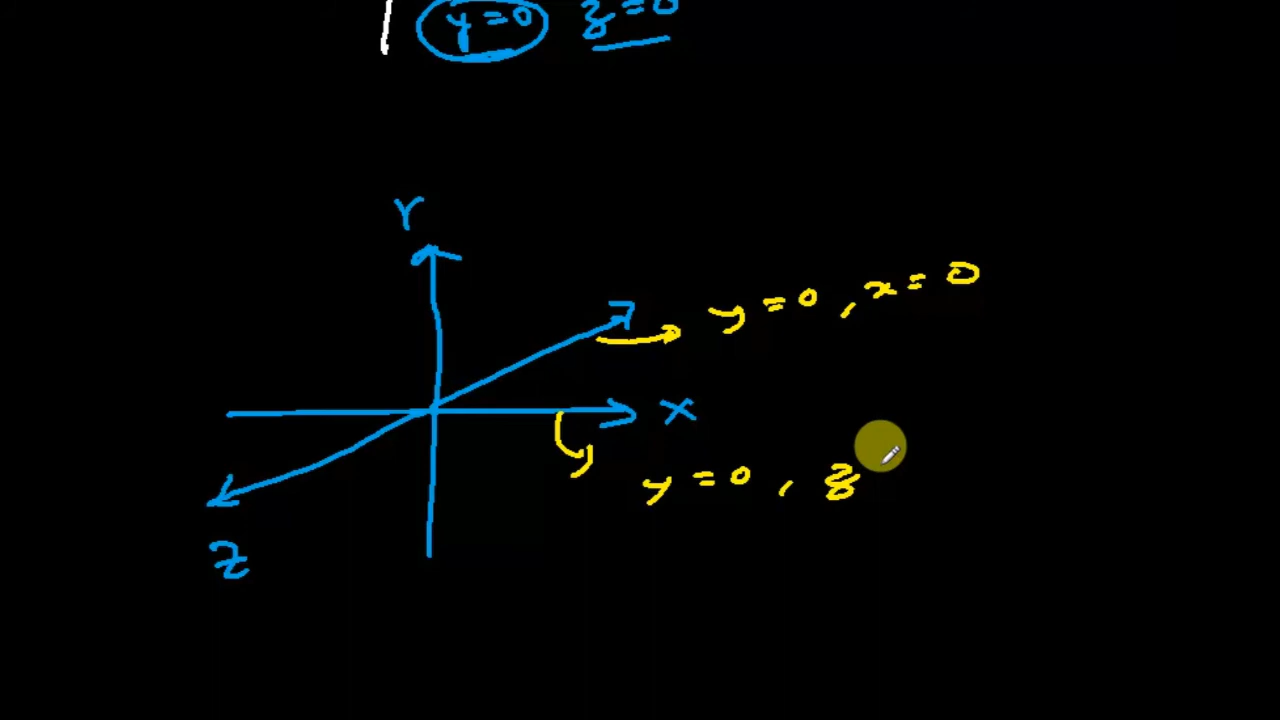 y=0 z=0
Y
y=0, x=0
X
y=0, z
Z